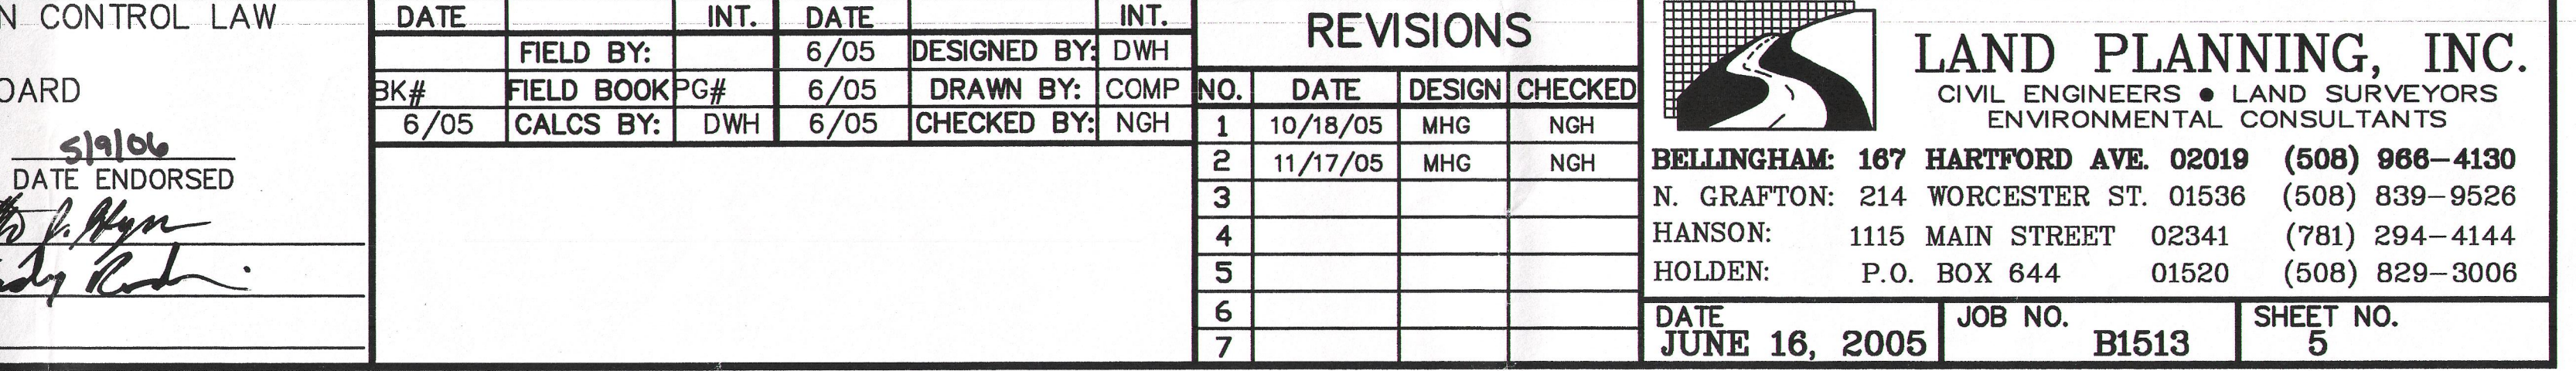 N CONTROL LAW
OARD
5/9/06
DATE ENDORSED
DATE INT. DATE INT.
FIELD BY: 6/05 DESIGNED BY: DWH
BK# FIELD BOOK PG# 6/05 DRAWN BY: COMP
6/05 CALCS BY: DWH 6/05 CHECKED BY: NGH
REVISIONS
NO. DATE DESIGN CHECKED
1 10/18/05 MHG NGH
2 11/17/05 MHG NGH
3
4
5
6
7
LAND PLANNING, INC.
CIVIL ENGINEERS ● LAND SURVEYORS
ENVIRONMENTAL CONSULTANTS
BELLINGHAM: 167 HARTFORD AVE. 02019 (508) 966-4130
N. GRAFTON: 214 WORCESTER ST. 01536 (508) 839-9526
HANSON: 1115 MAIN STREET 02341 (781) 294-4144
HOLDEN: P.O. BOX 644 01520 (508) 829-3006
DATE JOB NO. SHEET NO.
JUNE 16, 2005 B1513 5